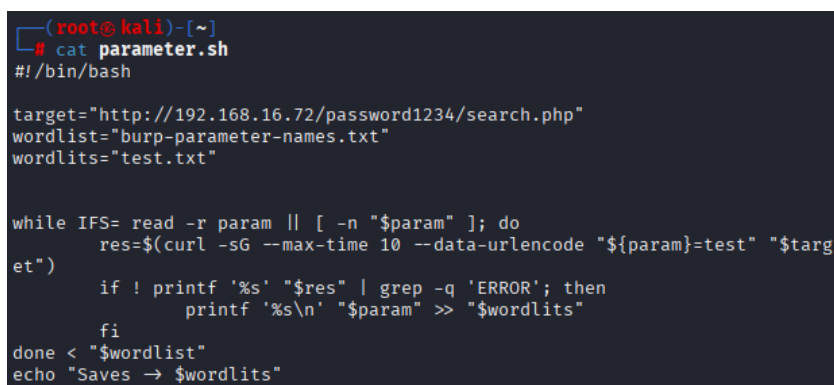 ┌──(root㉿kali)-[~]
└─# cat parameter.sh
#!/bin/bash

target="http://192.168.16.72/password1234/search.php"
wordlist="burp-parameter-names.txt"
wordlits="test.txt"


while IFS= read -r param || [ -n "$param" ]; do
        res=$(curl -sG --max-time 10 --data-urlencode "${param}=test" "$targ
et")
        if ! printf '%s' "$res" | grep -q 'ERROR'; then
                printf '%s\n' "$param" >> "$wordlits"
        fi
done < "$wordlist"
echo "Saves → $wordlits"